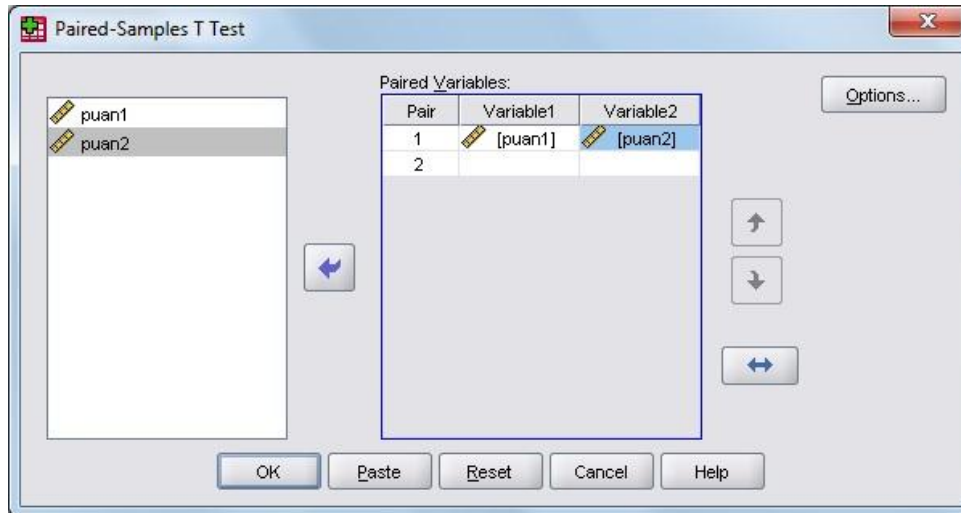 Paired-Samples T Test
puan1
puan2
Paired Variables:
Pair Variable1 Variable2
1 [puan1] [puan2]
2
Options...
OK Paste Reset Cancel Help